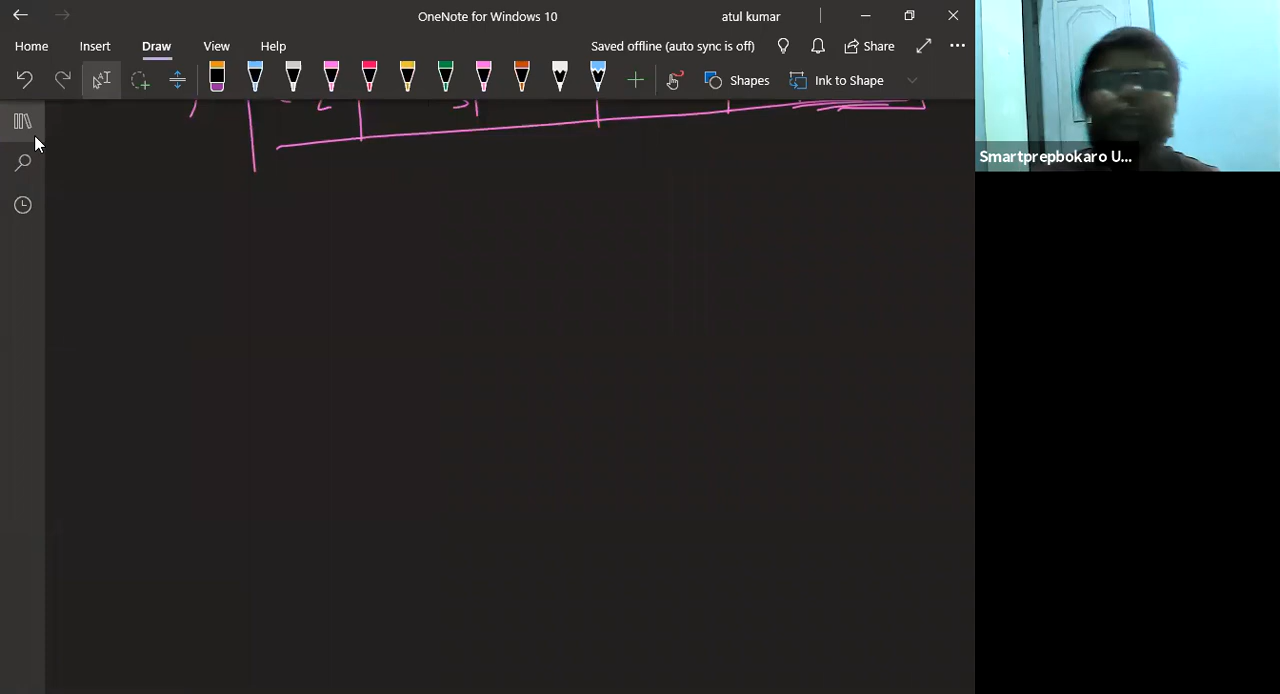 OneNote for Windows 10
atul kumar
Home
Insert
Draw
View
Help
Saved offline (auto sync is off)
Share
Shapes
Ink to Shape
Smartprepbokaro U...